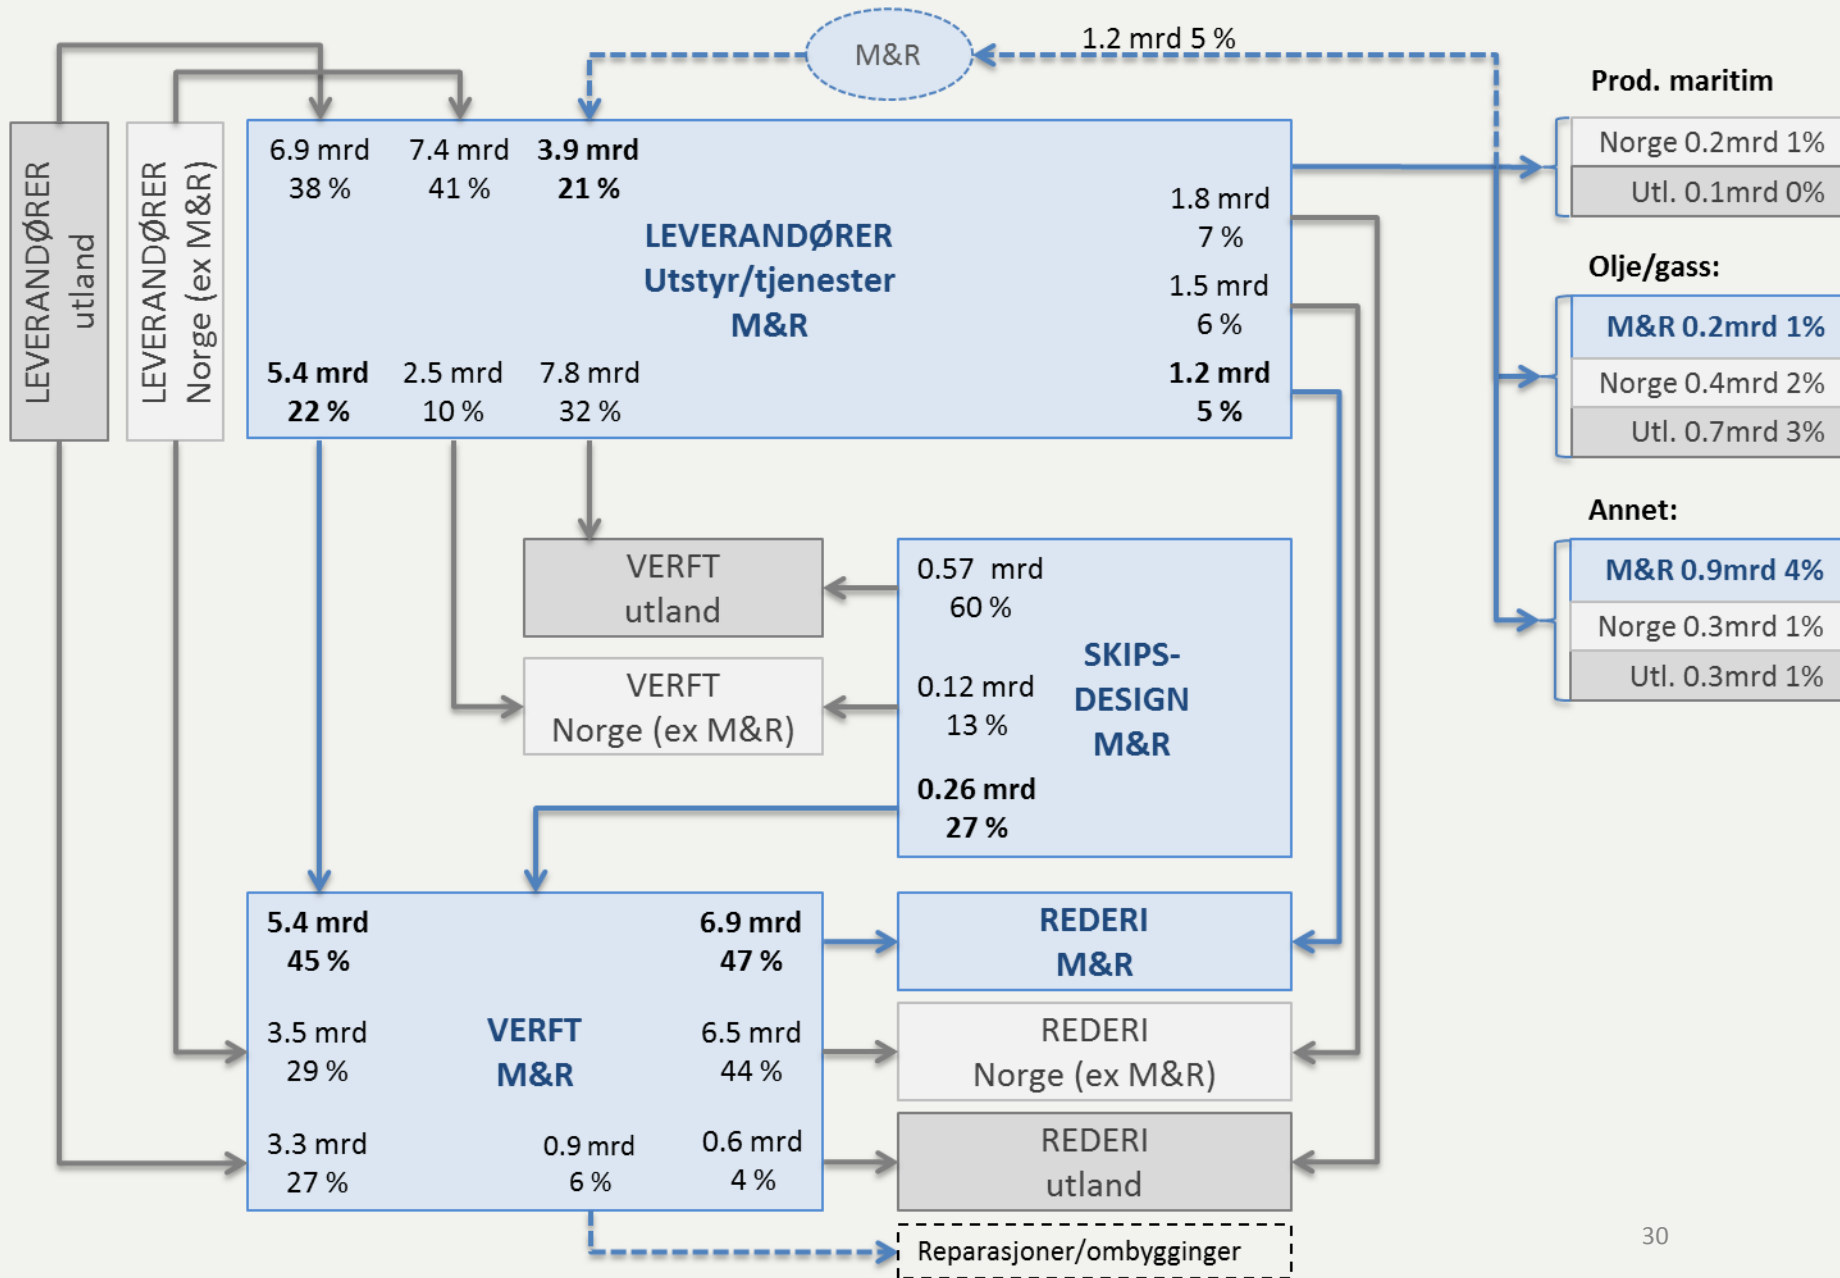 M&R
1.2 mrd 5 %
LEVERANDØRER
utland
LEVERANDØRER
Norge (ex M&R)
6.9 mrd
38 %
7.4 mrd
41 %
3.9 mrd
21 %
LEVERANDØRER
Utstyr/tjenester
M&R
1.8 mrd
7 %
1.5 mrd
6 %
1.2 mrd
5 %
5.4 mrd
22 %
2.5 mrd
10 %
7.8 mrd
32 %
Prod. maritim
Norge 0.2mrd 1%
Utl. 0.1mrd 0%
Olje/gass:
M&R 0.2mrd 1%
Norge 0.4mrd 2%
Utl. 0.7mrd 3%
Annet:
M&R 0.9mrd 4%
Norge 0.3mrd 1%
Utl. 0.3mrd 1%
VERFT
utland
VERFT
Norge (ex M&R)
0.57 mrd
60 %
0.12 mrd
13 %
0.26 mrd
27 %
SKIPS-
DESIGN
M&R
5.4 mrd
45 %
3.5 mrd
29 %
3.3 mrd
27 %
VERFT
M&R
0.9 mrd
6 %
6.9 mrd
47 %
6.5 mrd
44 %
0.6 mrd
4 %
REDERI
M&R
REDERI
Norge (ex M&R)
REDERI
utland
Reparasjoner/ombygginger
30